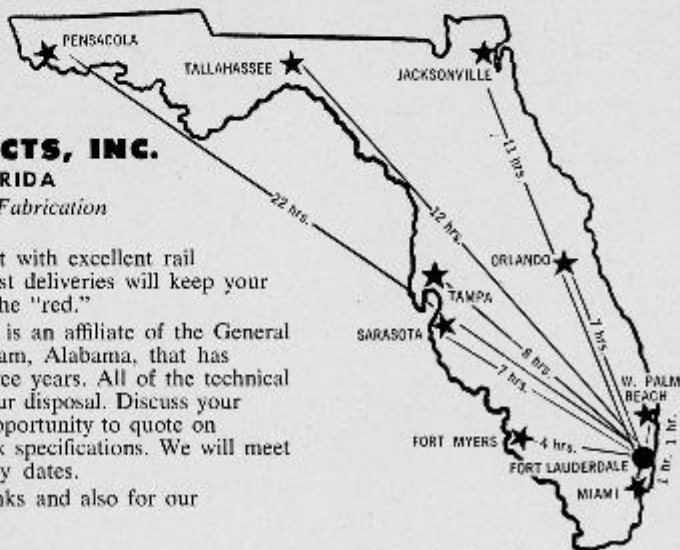 CTS, INC.
RIDA
Fabrication
t with excellent rail
st deliveries will keep your
he "red."
is an affiliate of the General
am, Alabama, that has
ree years. All of the technical
ur disposal. Discuss your
pportunity to quote on
k specifications. We will meet
y dates.
nks and also for our
PENSACOLA
TALLAHASSEE
JACKSONVILLE
11 hrs.
22 hrs.
12 hrs.
ORLANDO
TAMPA
7 hrs.
SARASOTA
8 hrs.
7 hrs.
W. PALM
BEACH
FORT MYERS
4 hrs.
1 hr.
1 hr.
FORT LAUDERDALE
MIAMI